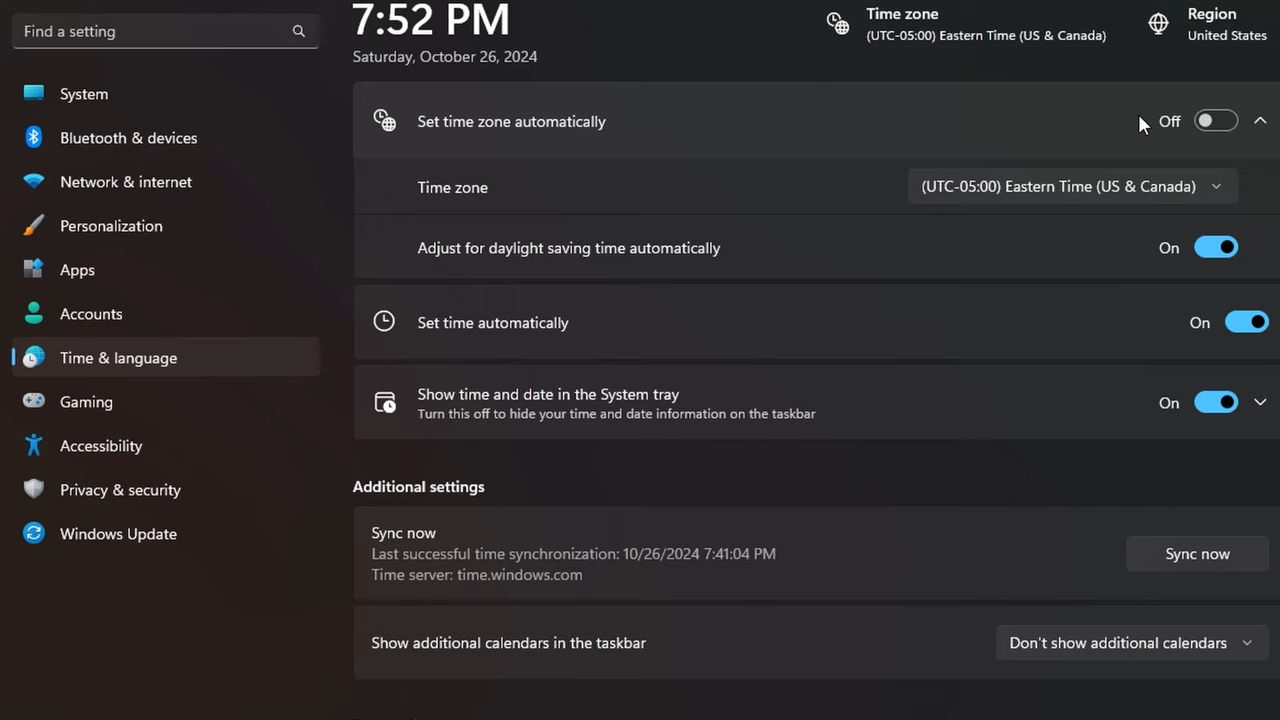 Find a setting
System
Bluetooth & devices
Network & internet
Personalization
Apps
Accounts
Time & language
Gaming
Accessibility
Privacy & security
Windows Update
7:52 PM
Saturday, October 26, 2024
Time zone
(UTC-05:00) Eastern Time (US & Canada)
Region
United States
Set time zone automatically
Off
Time zone
(UTC-05:00) Eastern Time (US & Canada)
Adjust for daylight saving time automatically
On
Set time automatically
On
Show time and date in the System tray
Turn this off to hide your time and date information on the taskbar
On
Additional settings
Sync now
Last successful time synchronization: 10/26/2024 7:41:04 PM
Time server: time.windows.com
Sync now
Show additional calendars in the taskbar
Don't show additional calendars